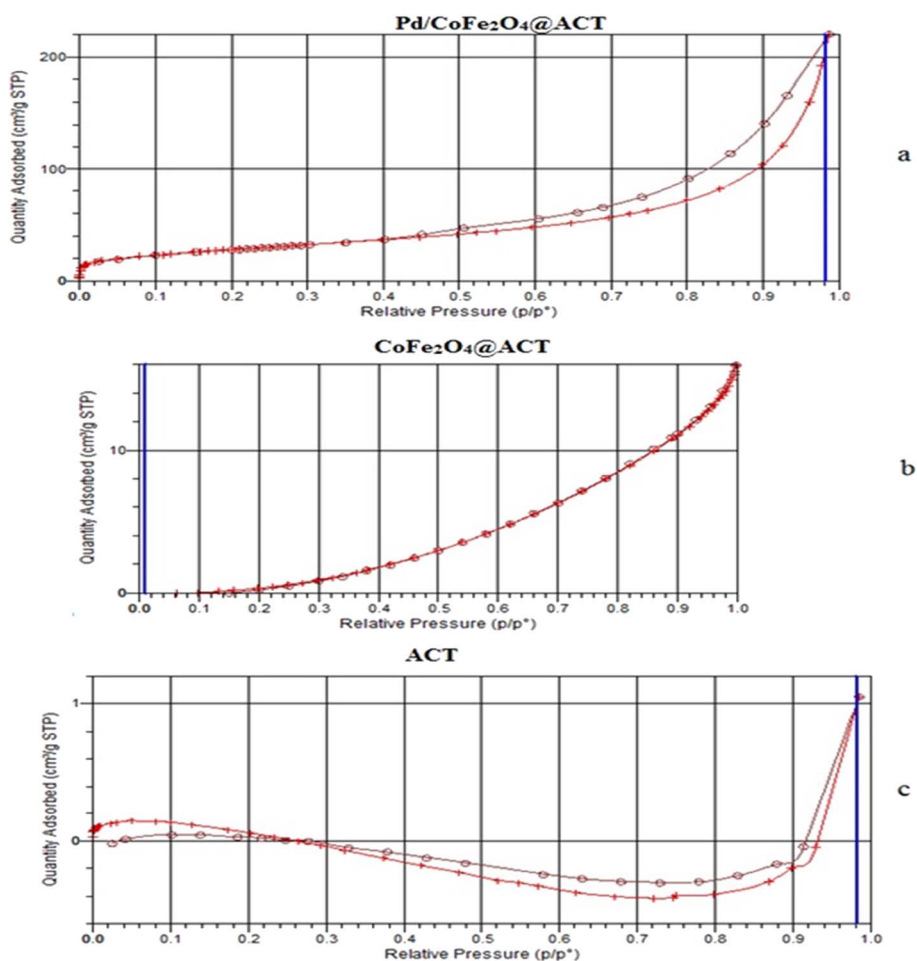 Pd/CoFe₂O₄@ACT
Quantity Adsorbed (cm³/g STP)
200
100
0
0.0 0.1 0.2 0.3 0.4 0.5 0.6 0.7 0.8 0.9 1.0
Relative Pressure (p/p°)
a
CoFe₂O₄@ACT
Quantity Adsorbed (cm³/g STP)
10
0
0.0 0.1 0.2 0.3 0.4 0.5 0.6 0.7 0.8 0.9 1.0
Relative Pressure (p/p°)
b
ACT
Quantity Adsorbed (cm³/g STP)
1
0
0.0 0.1 0.2 0.3 0.4 0.5 0.6 0.7 0.8 0.9 1.0
Relative Pressure (p/p°)
c